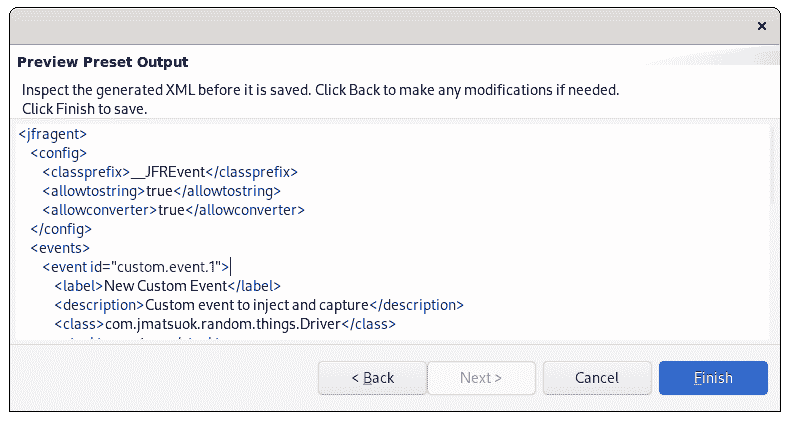 Preview Preset Output
Inspect the generated XML before it is saved. Click Back to make any modifications if needed.
Click Finish to save.
<jfragent>
<config>
<classprefix>__JFREvent</classprefix>
<allowtostring>true</allowtostring>
<allowconverter>true</allowconverter>
</config>
<events>
<event id="custom.event.1">
<label>New Custom Event</label>
<description>Custom event to inject and capture</description>
<class>com.jmatsuok.random.things.Driver</class>
< Back Next > Cancel Finish